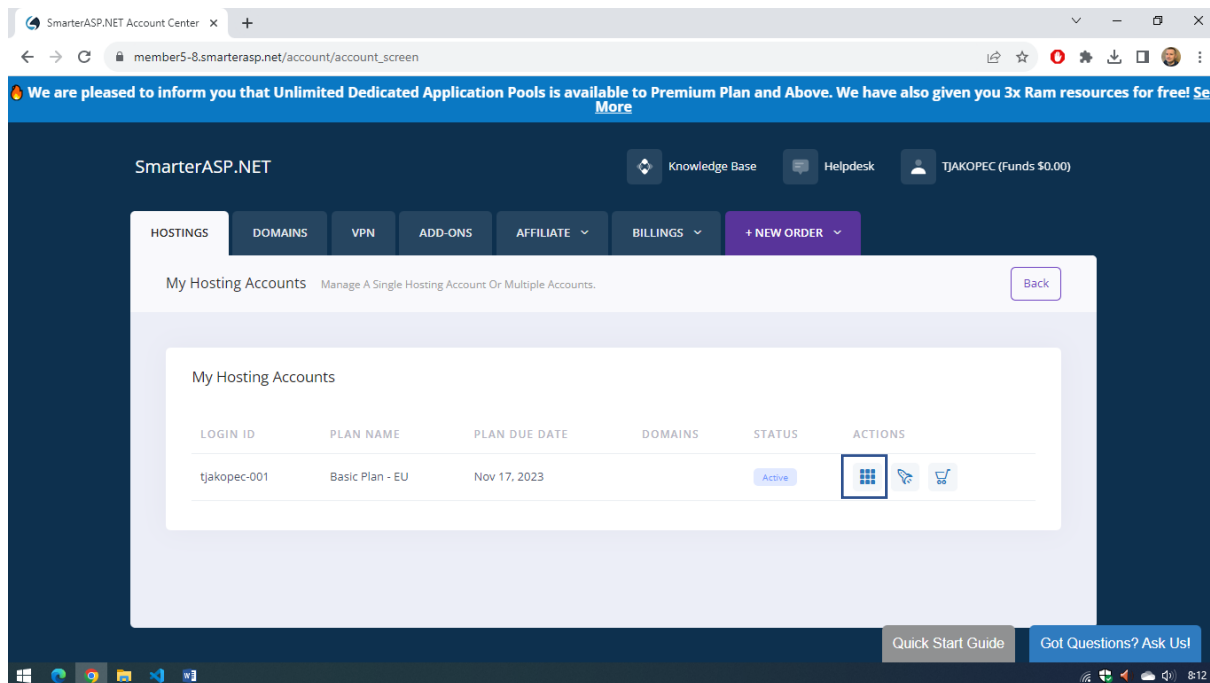 SmarterASP.NET Account Center
member5-8.smarterasp.net/account/account_screen
We are pleased to inform you that Unlimited Dedicated Application Pools is available to Premium Plan and Above. We have also given you 3x Ram resources for free! Se
More
SmarterASP.NET
Knowledge Base
Helpdesk
TJAKOPEC (Funds $0.00)
HOSTINGS
DOMAINS
VPN
ADD-ONS
AFFILIATE
BILLINGS
+ NEW ORDER
My Hosting Accounts
Manage A Single Hosting Account Or Multiple Accounts.
Back
My Hosting Accounts
LOGIN ID PLAN NAME PLAN DUE DATE DOMAINS STATUS ACTIONS
tjakopec-001 Basic Plan - EU Nov 17, 2023 Active
Quick Start Guide
Got Questions? Ask Us!
8:12